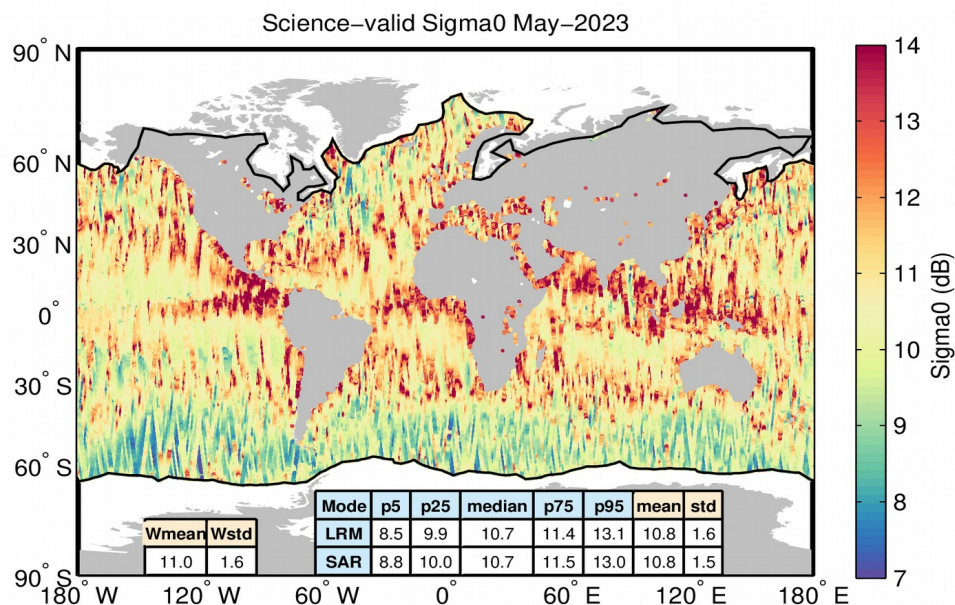 Science−valid Sigma0 May−2023
90° N
60° N
30° N
0°
30° S
60° S
90° S
180° W
120° W
60° W
0°
60° E
120° E
180° E
14
13
12
11
10
9
8
7
Sigma0 (dB)
Wmean Wstd
11.0 1.6
Mode p5 p25 median p75 p95 mean std
LRM 8.5 9.9 10.7 11.4 13.1 10.8 1.6
SAR 8.8 10.0 10.7 11.5 13.0 10.8 1.5